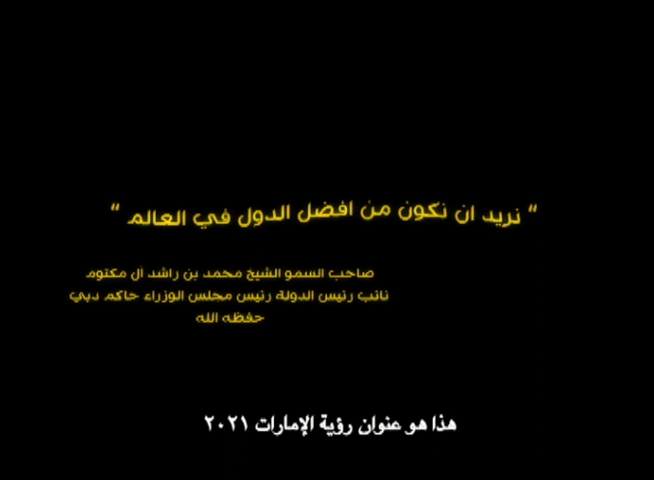 “ نريد ان نكون من افضل الدول في العالم ”
صاحب السمو الشيخ محمد بن راشد آل مكتوم
نائب رئيس الدولة رئيس مجلس الوزراء حاكم دبي
حفظه الله
هذا هو عنوان رؤية الإمارات ٢٠٢١